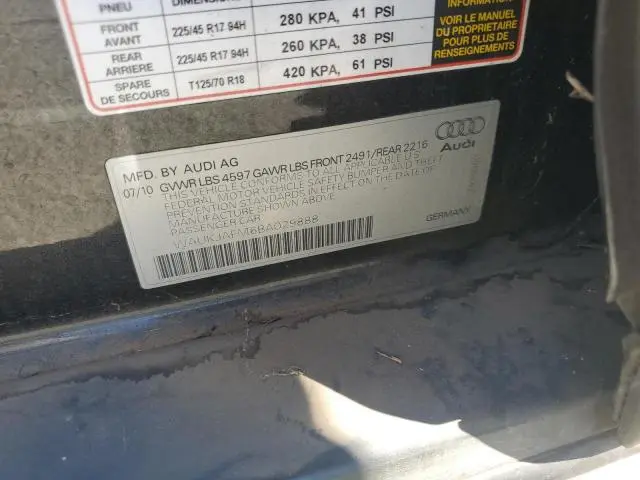 PNEU DIMENSIONS
INFORMATION
FRONT
AVANT 225/45 R17 94H 280 KPA, 41 PSI
REAR
ARRIERE 225/45 R17 94H 260 KPA, 38 PSI
SPARE
DE SECOURS T125/70 R18 420 KPA, 61 PSI
VOIR LE MANUEL
DU PROPRIETAIRE
POUR PLUS DE
RENSEIGNEMENTS
MFD. BY AUDI AG
07/10 GVWR LBS 4597 GAWR LBS FRONT 2491/REAR 2216
THIS VEHICLE CONFORMS TO ALL APPLICABLE U.S.
FEDERAL MOTOR VEHICLE SAFETY BUMPER AND THEFT
PREVENTION STANDARDS IN EFFECT ON THE DATE OF
MANUFACTURE SHOWN ABOVE.
PASSENGER CAR
WAUKJAFM6BA029888
Audi
GERMANY